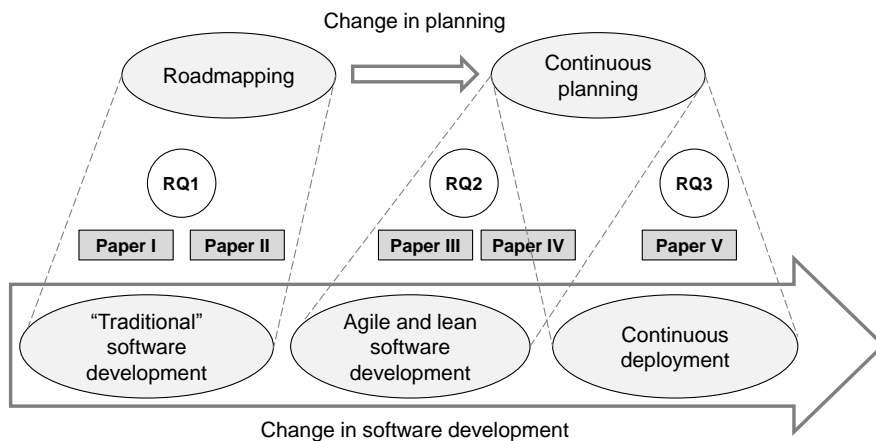 Change in planning
Roadmapping
Continuous
planning
RQ1
RQ2
RQ3
Paper I
Paper II
Paper III
Paper IV
Paper V
“Traditional”
software
development
Agile and lean
software
development
Continuous
deployment
Change in software development